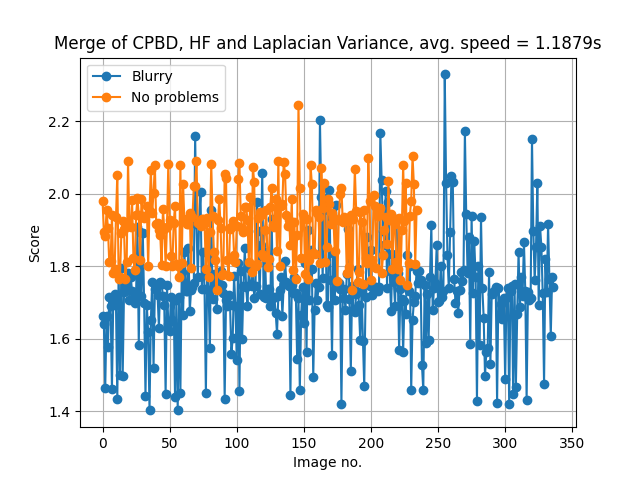 Merge of CPBD, HF and Laplacian Variance, avg. speed = 1.1879s
Blurry
No problems
2.2
2.0
1.8
1.6
1.4
Score
0 50 100 150 200 250 300 350
Image no.